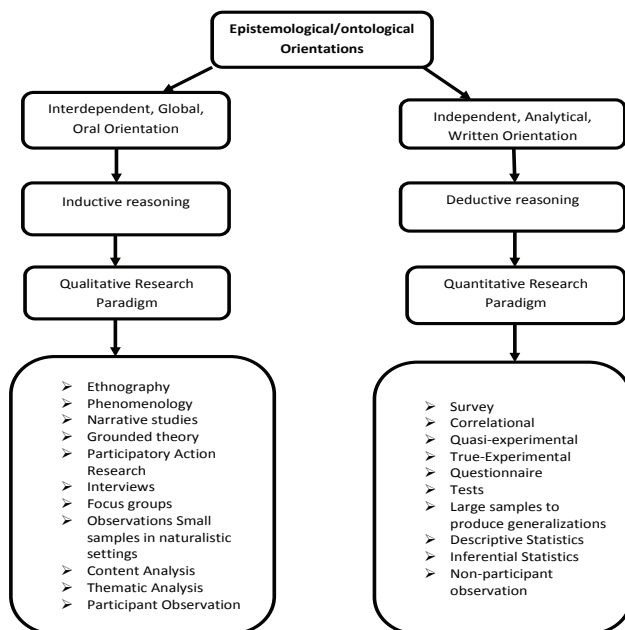 Epistemological/ontological
Orientations
Interdependent, Global,
Oral Orientation
Inductive reasoning
Qualitative Research
Paradigm
➢ Ethnography
➢ Phenomenology
➢ Narrative studies
➢ Grounded theory
➢ Participatory Action
Research
➢ Interviews
➢ Focus groups
➢ Observations Small
samples in naturalistic
settings
➢ Content Analysis
➢ Thematic Analysis
➢ Participant Observation
Independent, Analytical,
Written Orientation
Deductive reasoning
Quantitative Research
Paradigm
➢ Survey
➢ Correlational
➢ Quasi-experimental
➢ True-Experimental
➢ Questionnaire
➢ Tests
➢ Large samples to
produce generalizations
➢ Descriptive Statistics
➢ Inferential Statistics
➢ Non-participant
observation